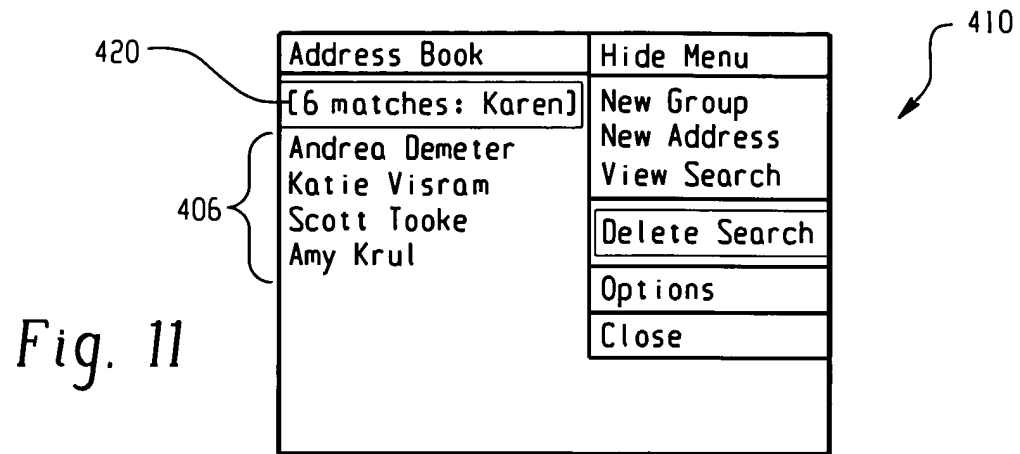 410
420
Address Book
Hide Menu
[6 matches: Karen]
New Group
New Address
View Search
406
Andrea Demeter
Katie Visram
Scott Tooke
Amy Krul
Delete Search
Options
Close
Fig. 11